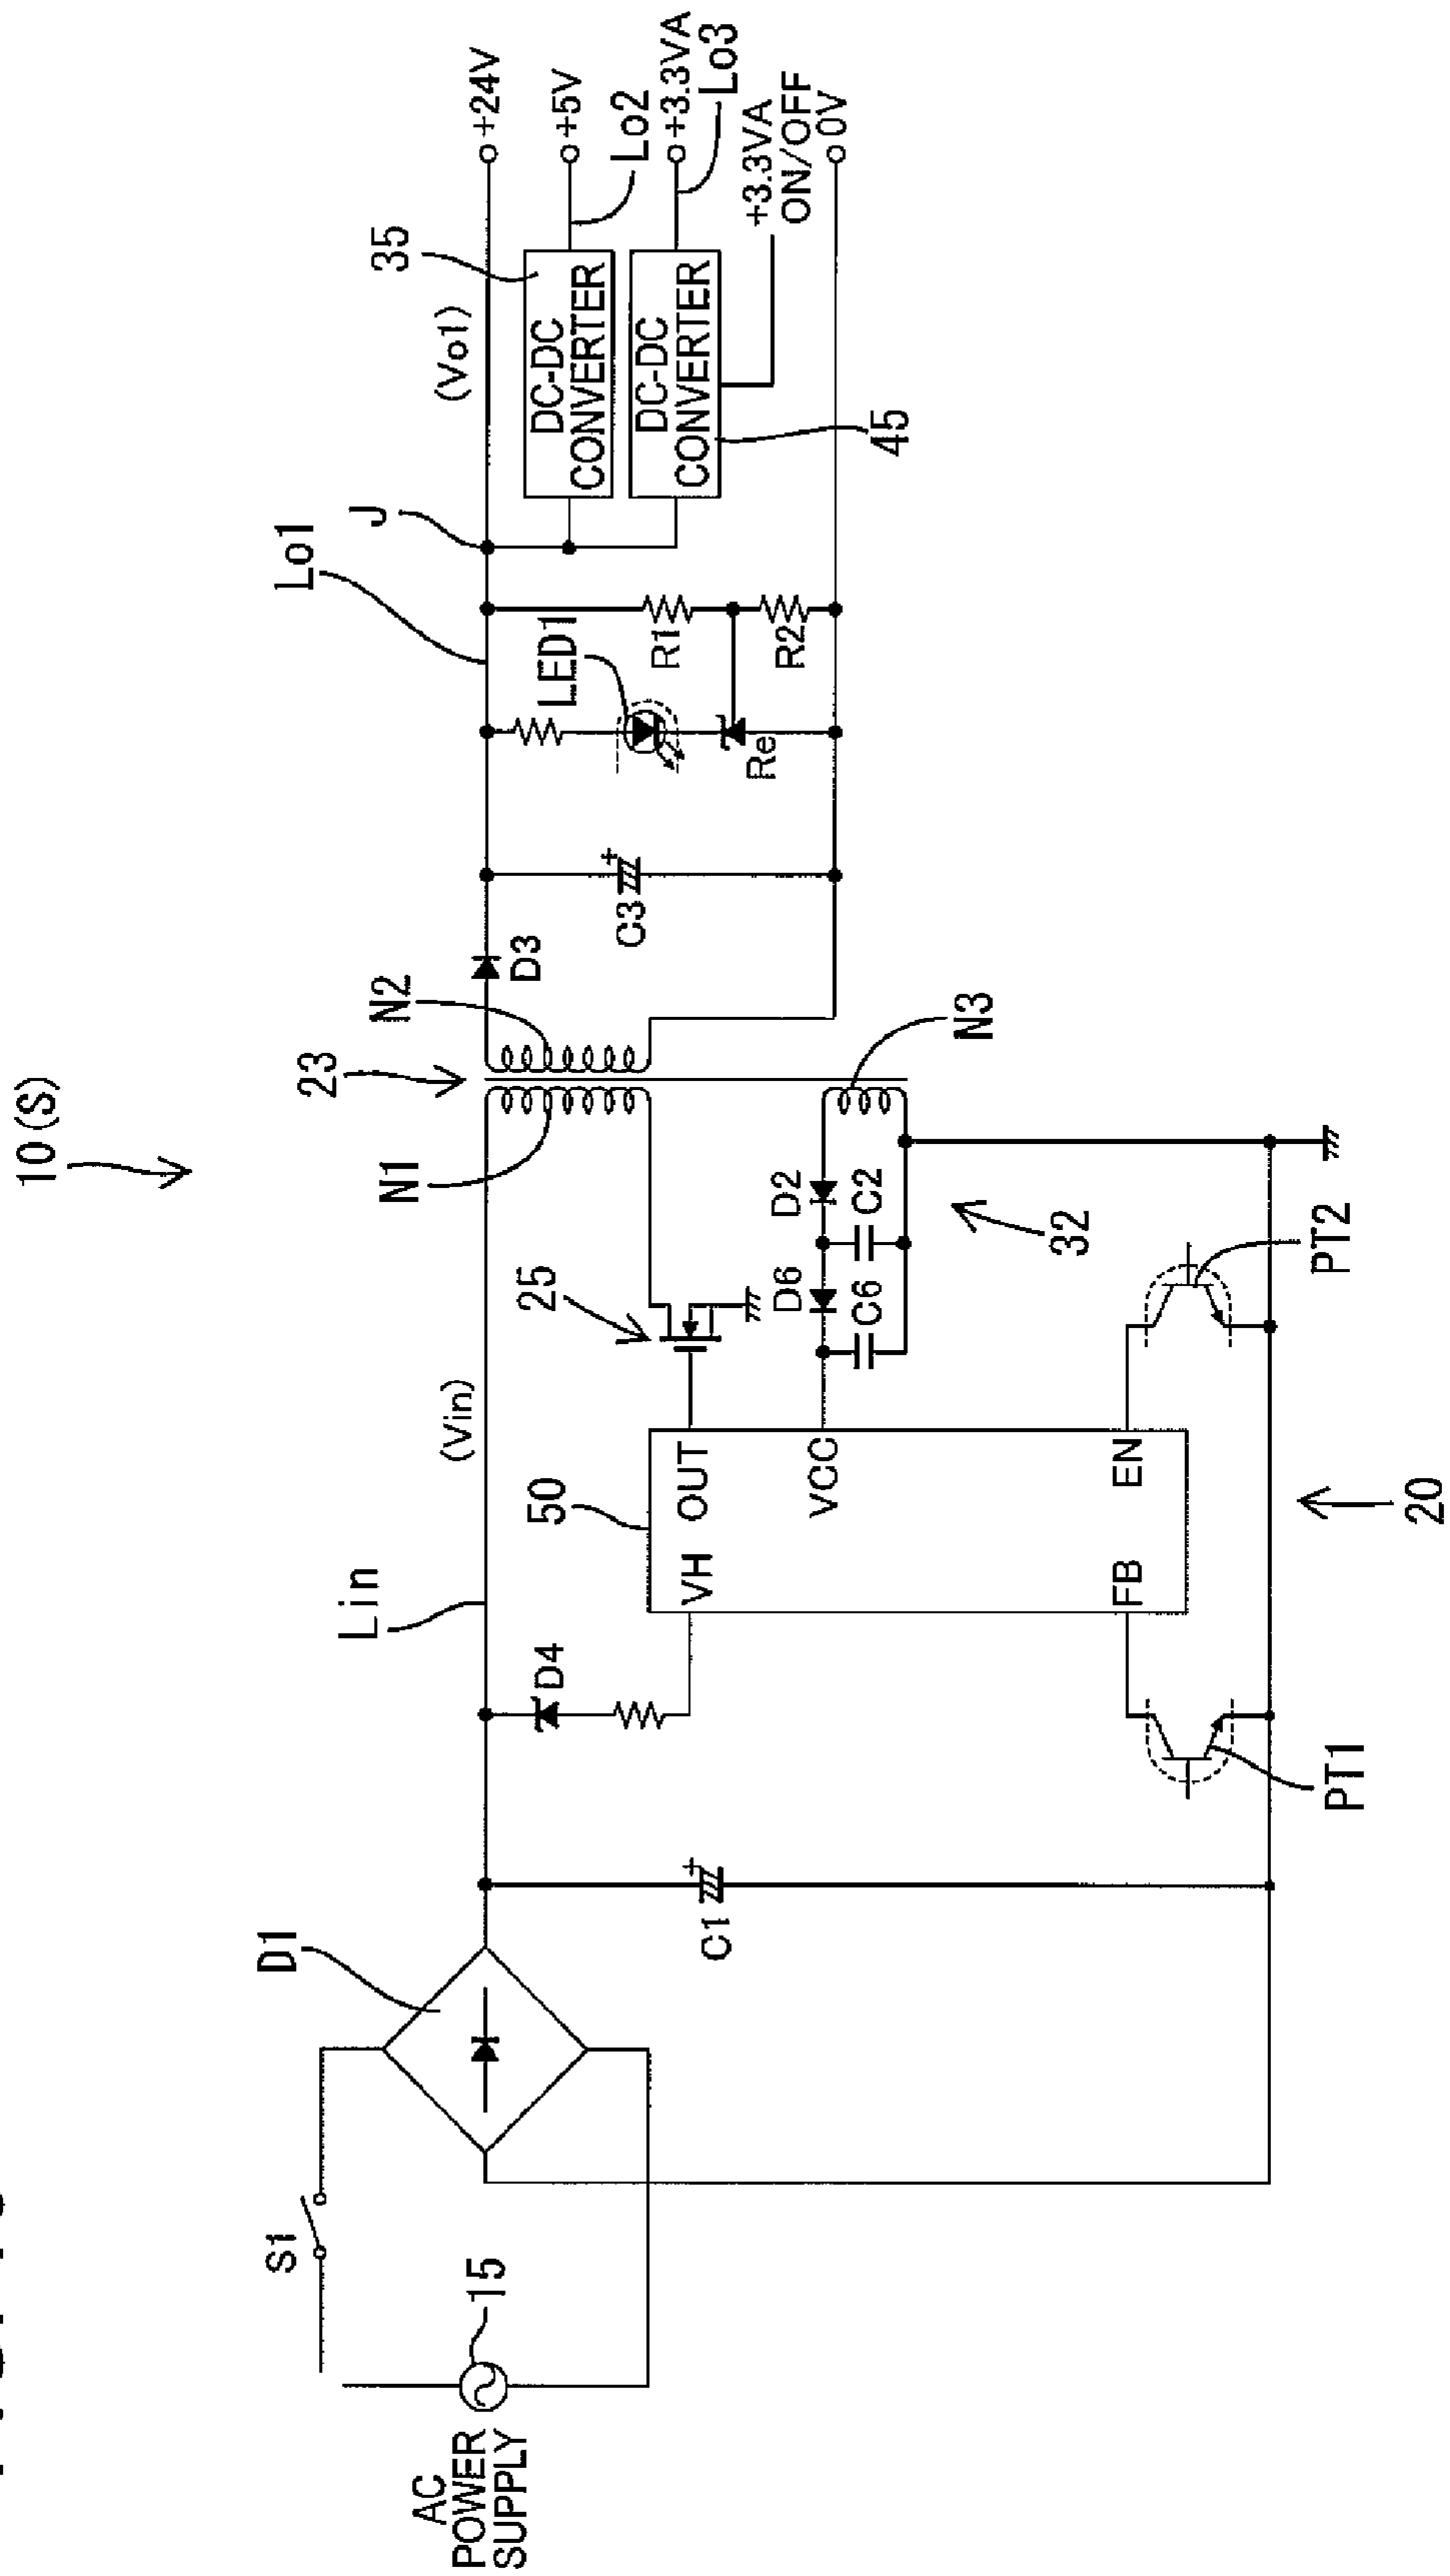 10(S)
23
N1
N2
(Vin)
Lin
Lo1
J
(Vo1)
35
+24V
+5V
Lo2
+3.3VA
Lo3
+3.3VA
ON/OFF
0V
DC-DC
CONVERTER
DC-DC
CONVERTER
45
LED1
R1
R2
Re
C3
D3
N3
D2
C2
D6
C6
32
25
50
VH
OUT
VCC
FB
EN
20
PT1
PT2
D4
C1
D1
S1
15
AC
POWER
SUPPLY